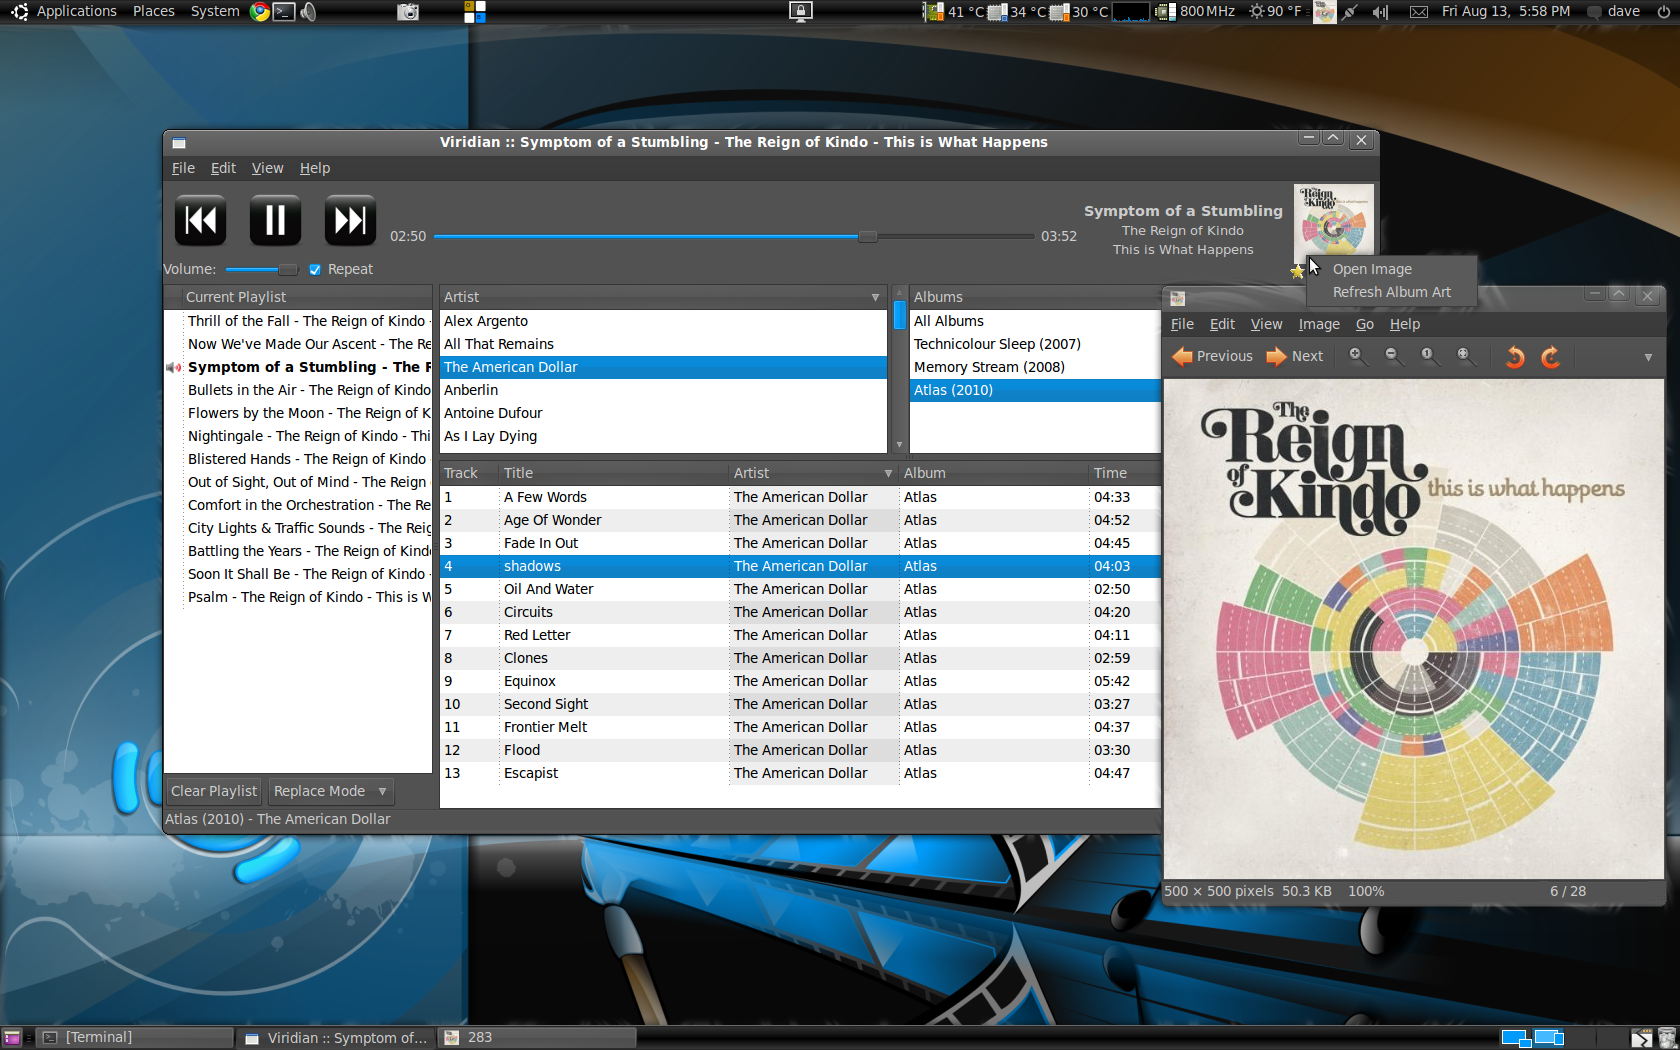 Applications Places System
41 °C 34 °C 30 °C 800 MHz 90 °F Fri Aug 13, 5:58 PM dave
Viridian :: Symptom of a Stumbling - The Reign of Kindo - This is What Happens
File Edit View Help
02:50 03:52
Symptom of a Stumbling
The Reign of Kindo
This is What Happens
The Reign of Kindo
this is what happens
Volume: Repeat
Open Image
Refresh Album Art
Current Playlist
Thrill of the Fall - The Reign of Kindo -
Now We've Made Our Ascent - The Re
Symptom of a Stumbling - The R
Bullets in the Air - The Reign of Kindo
Flowers by the Moon - The Reign of K
Nightingale - The Reign of Kindo - Thi
Blistered Hands - The Reign of Kindo
Out of Sight, Out of Mind - The Reign
Comfort in the Orchestration - The Re
City Lights & Traffic Sounds - The Reig
Battling the Years - The Reign of Kind
Soon It Shall Be - The Reign of Kindo -
Psalm - The Reign of Kindo - This is W
Clear Playlist Replace Mode
Atlas (2010) - The American Dollar
Artist
Alex Argento
All That Remains
The American Dollar
Anberlin
Antoine Dufour
As I Lay Dying
Albums
All Albums
Technicolour Sleep (2007)
Memory Stream (2008)
Atlas (2010)
Track Title Artist Album Time
1 A Few Words The American Dollar Atlas 04:33
2 Age Of Wonder The American Dollar Atlas 04:52
3 Fade In Out The American Dollar Atlas 04:45
4 shadows The American Dollar Atlas 04:03
5 Oil And Water The American Dollar Atlas 02:50
6 Circuits The American Dollar Atlas 04:20
7 Red Letter The American Dollar Atlas 04:11
8 Clones The American Dollar Atlas 02:59
9 Equinox The American Dollar Atlas 05:42
10 Second Sight The American Dollar Atlas 03:27
11 Frontier Melt The American Dollar Atlas 04:37
12 Flood The American Dollar Atlas 03:30
13 Escapist The American Dollar Atlas 04:47
File Edit View Image Go Help
Previous Next
The
Reign
of Kindo
this is what happens
500 × 500 pixels 50.3 KB 100% 6 / 28
[Terminal] Viridian :: Symptom of... 283